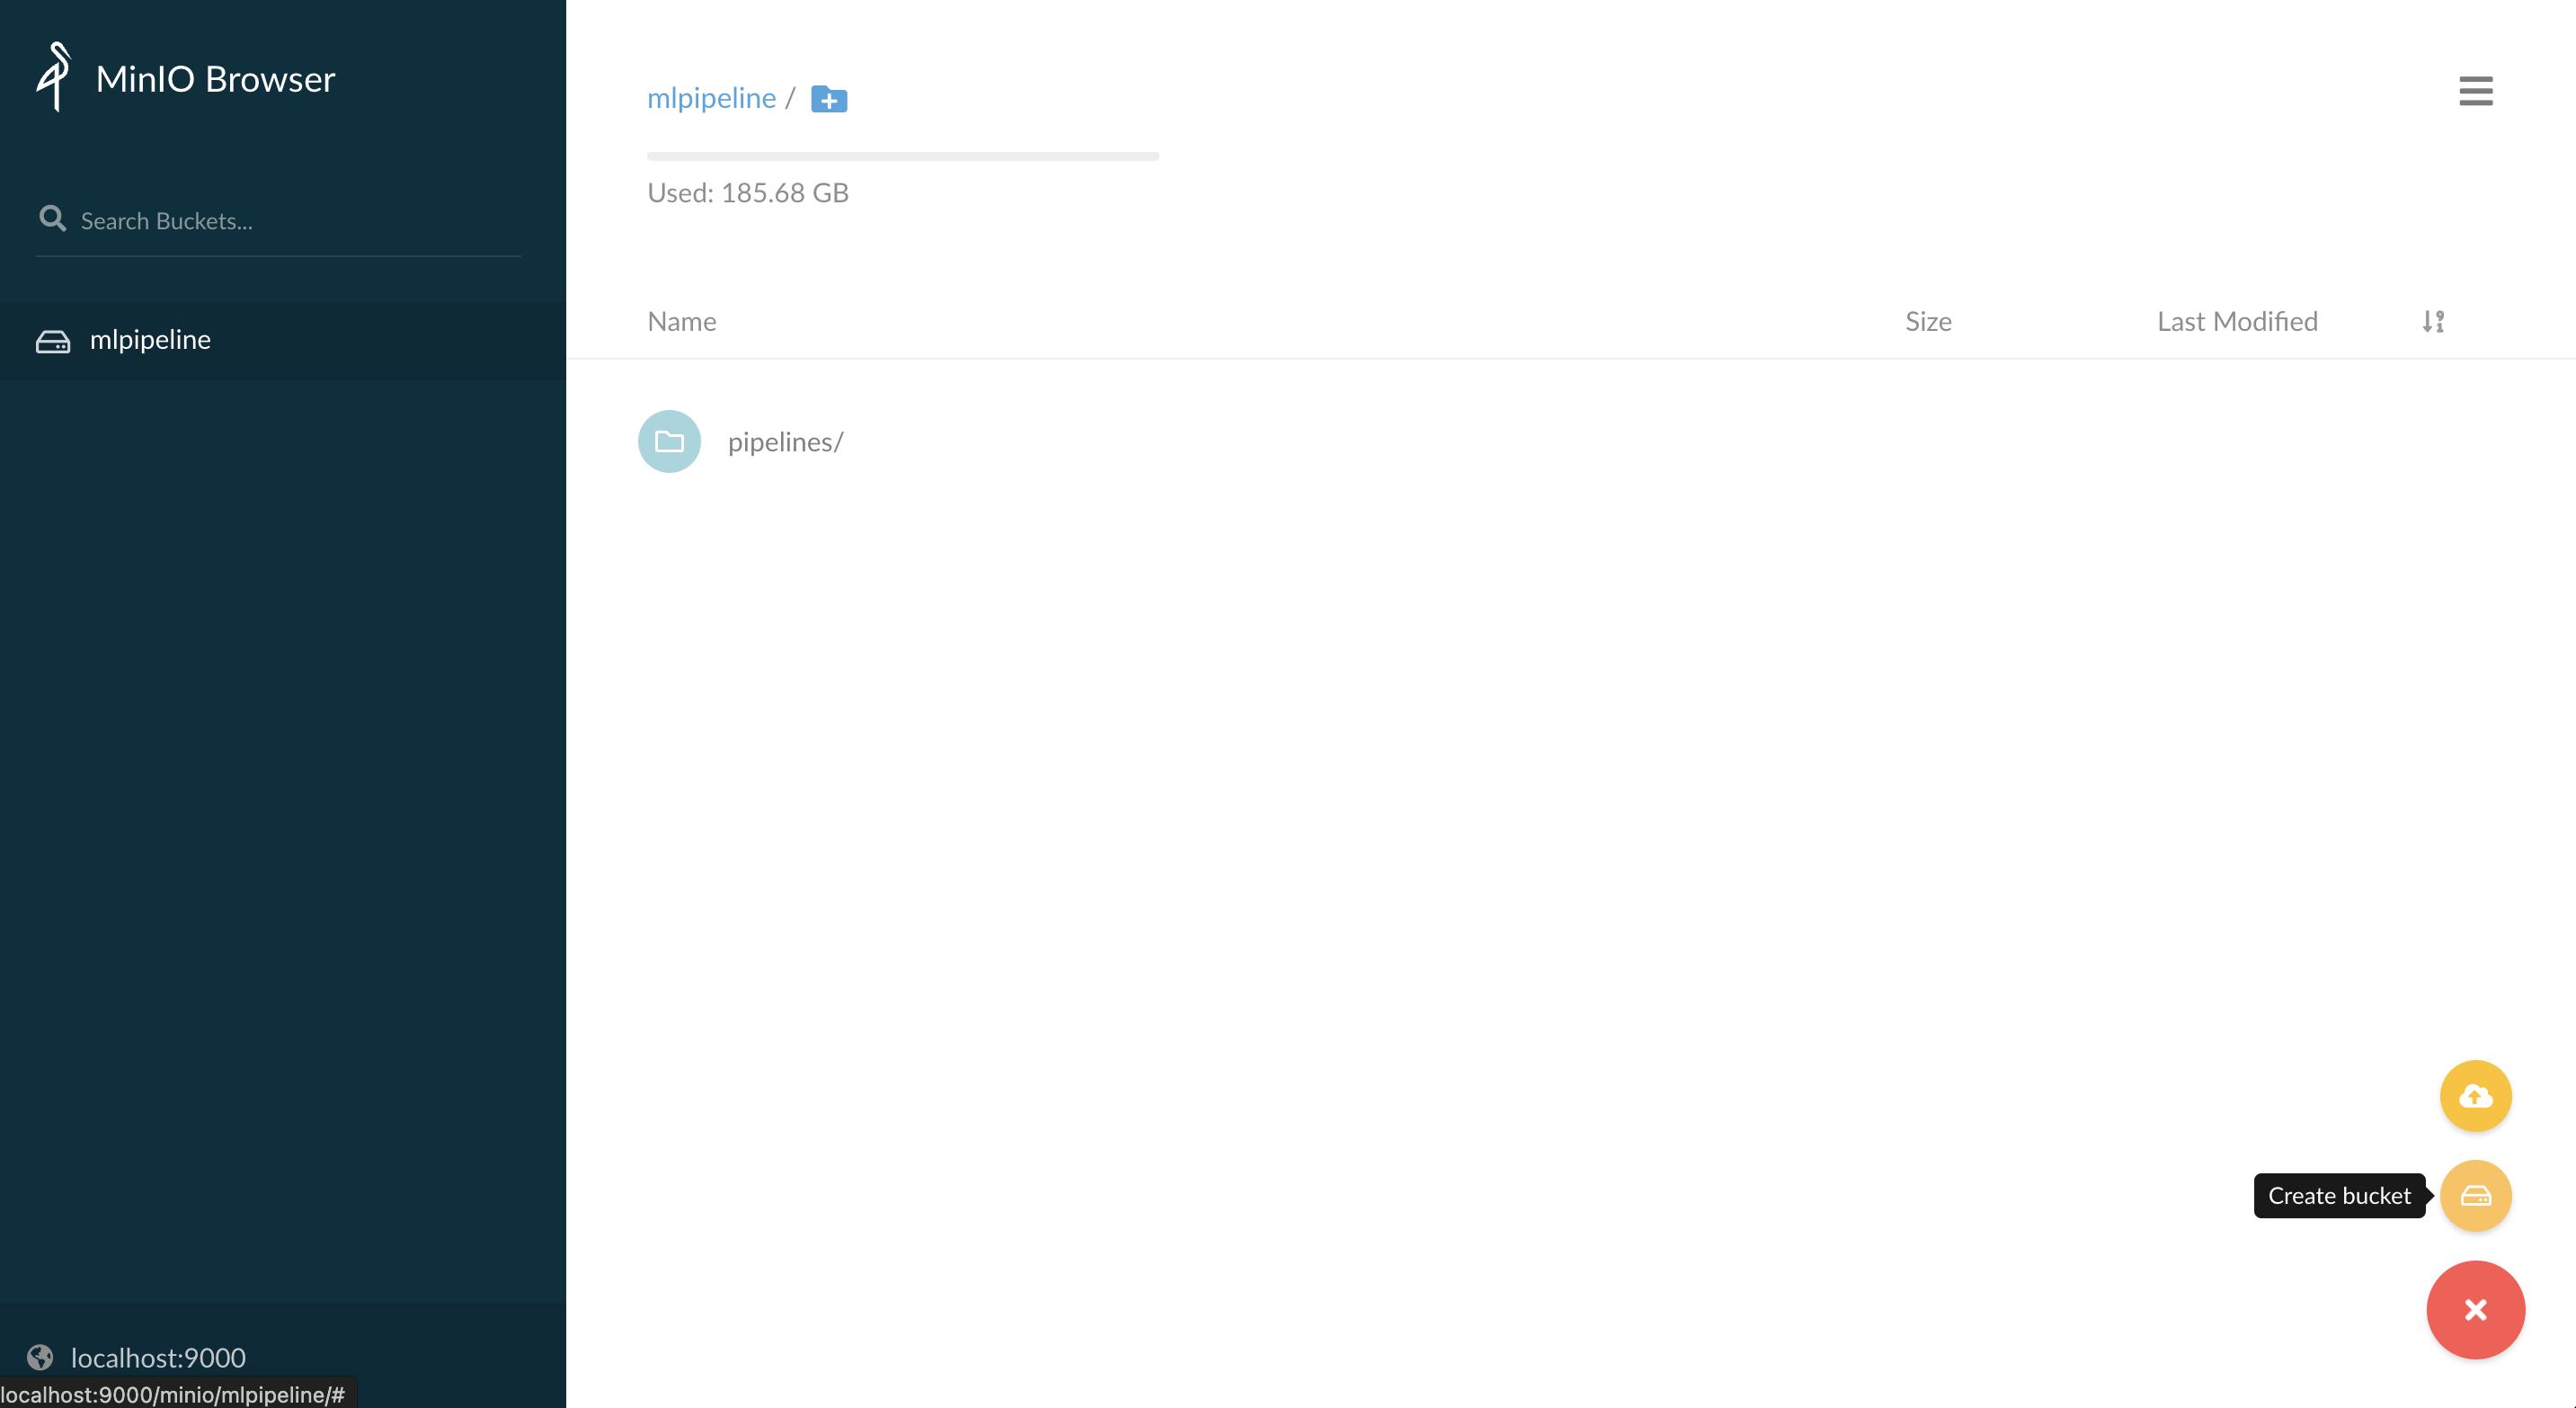 MinIO Browser
Search Buckets...
mlpipeline
localhost:9000
localhost:9000/minio/mlpipeline/#
mlpipeline /
Used: 185.68 GB
Name Size Last Modified
pipelines/
Create bucket